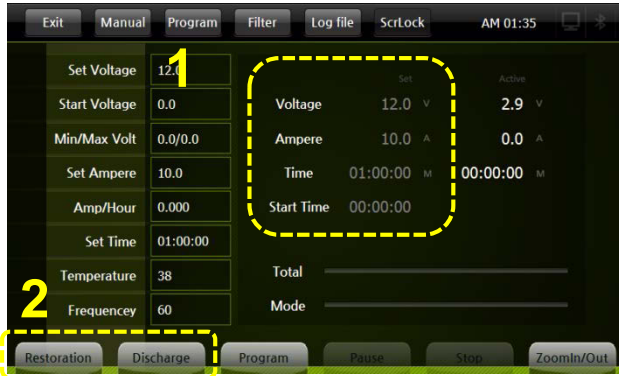 Exit Manual Program Filter Log file ScrLock AM 01:35
1
Set Voltage 12.0
Set Active
Start Voltage 0.0 Voltage 12.0 V 2.9 V
Min/Max Volt 0.0/0.0 Ampere 10.0 A 0.0 A
Set Ampere 10.0 Time 01:00:00 M 00:00:00 M
Amp/Hour 0.000 Start Time 00:00:00
Set Time 01:00:00
Temperature 38 Total
2
Frequencey 60 Mode
Restoration Discharge Program Pause Stop ZoomIn/Out